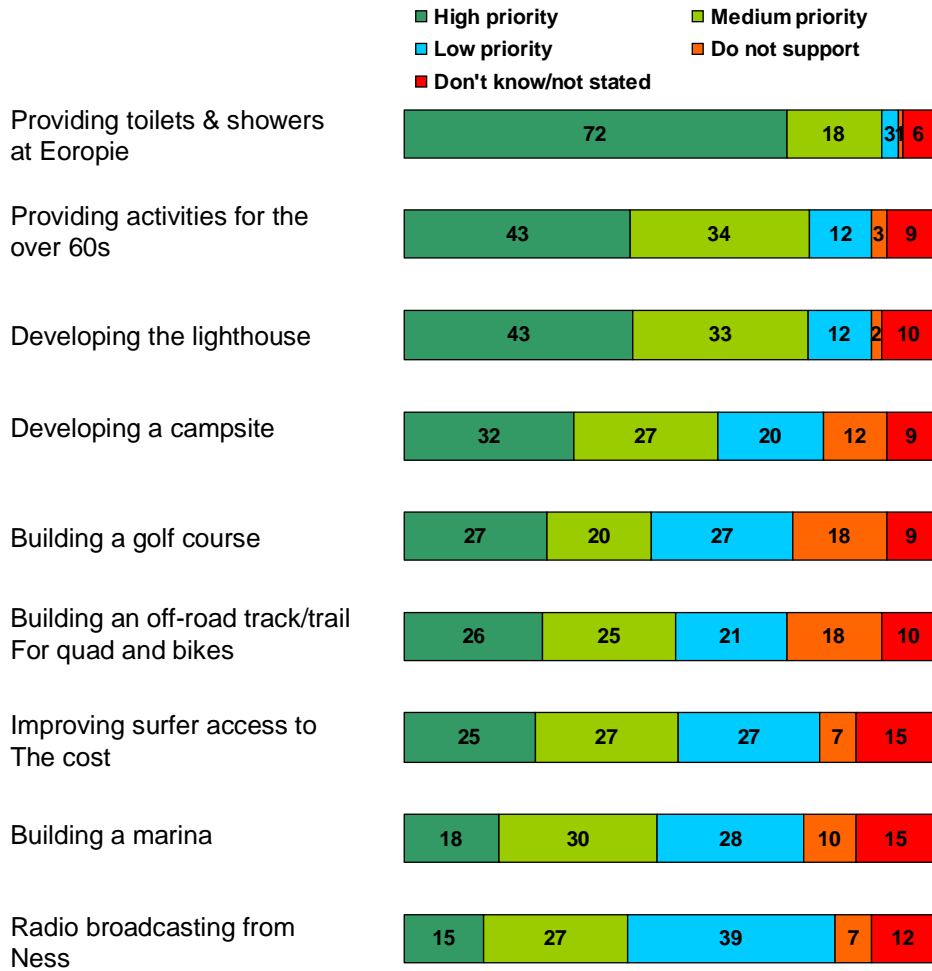 High priority
Medium priority
Low priority
Do not support
Don't know/not stated
Providing toilets & showers
at Eoropie
72 18 3 1 6
Providing activities for the
over 60s
43 34 12 3 9
Developing the lighthouse
43 33 12 2 10
Developing a campsite
32 27 20 12 9
Building a golf course
27 20 27 18 9
Building an off-road track/trail
For quad and bikes
26 25 21 18 10
Improving surfer access to
The cost
25 27 27 7 15
Building a marina
18 30 28 10 15
Radio broadcasting from
Ness
15 27 39 7 12